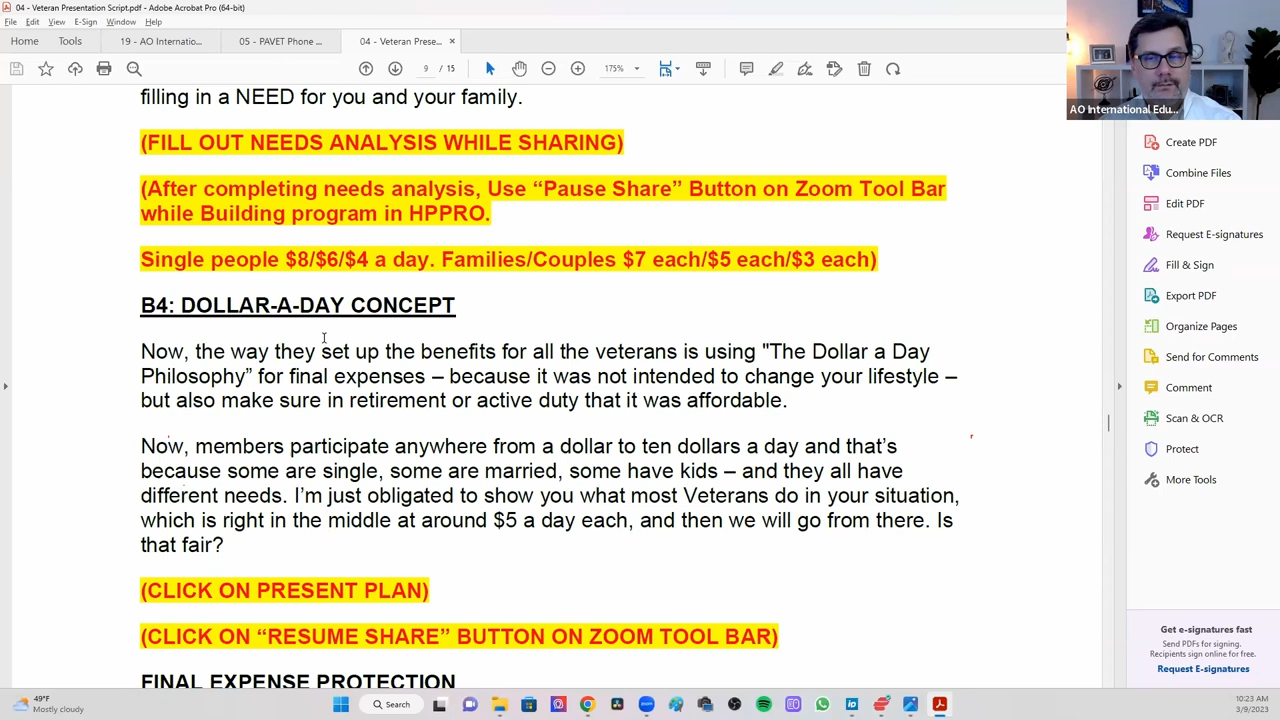 04 - Veteran Presentation Script.pdf - Adobe Acrobat Pro (64-bit)
File Edit View E-Sign Window Help
Home Tools 19 - AO Internatio... 05 - PAVET Phone ... 04 - Veteran Prese... ×
9 / 15 175%
filling in a NEED for you and your family.
(FILL OUT NEEDS ANALYSIS WHILE SHARING)
(After completing needs analysis, Use “Pause Share” Button on Zoom Tool Bar
while Building program in HPPRO.
Single people $8/$6/$4 a day. Families/Couples $7 each/$5 each/$3 each)
B4: DOLLAR-A-DAY CONCEPT
Now, the way they set up the benefits for all the veterans is using "The Dollar a Day
Philosophy” for final expenses – because it was not intended to change your lifestyle –
but also make sure in retirement or active duty that it was affordable.
Now, members participate anywhere from a dollar to ten dollars a day and that’s
because some are single, some are married, some have kids – and they all have
different needs. I’m just obligated to show you what most Veterans do in your situation,
which is right in the middle at around $5 a day each, and then we will go from there. Is
that fair?
(CLICK ON PRESENT PLAN)
(CLICK ON “RESUME SHARE” BUTTON ON ZOOM TOOL BAR)
FINAL EXPENSE PROTECTION
AO International Edu...
Create PDF
Combine Files
Edit PDF
Request E-signatures
Fill & Sign
Export PDF
Organize Pages
Send for Comments
Comment
Scan & OCR
Protect
More Tools
Get e-signatures fast
Send PDFs for signing.
Recipients sign online for free.
Request E-signatures
49°F
Mostly cloudy
Search
10:23 AM
3/9/2023